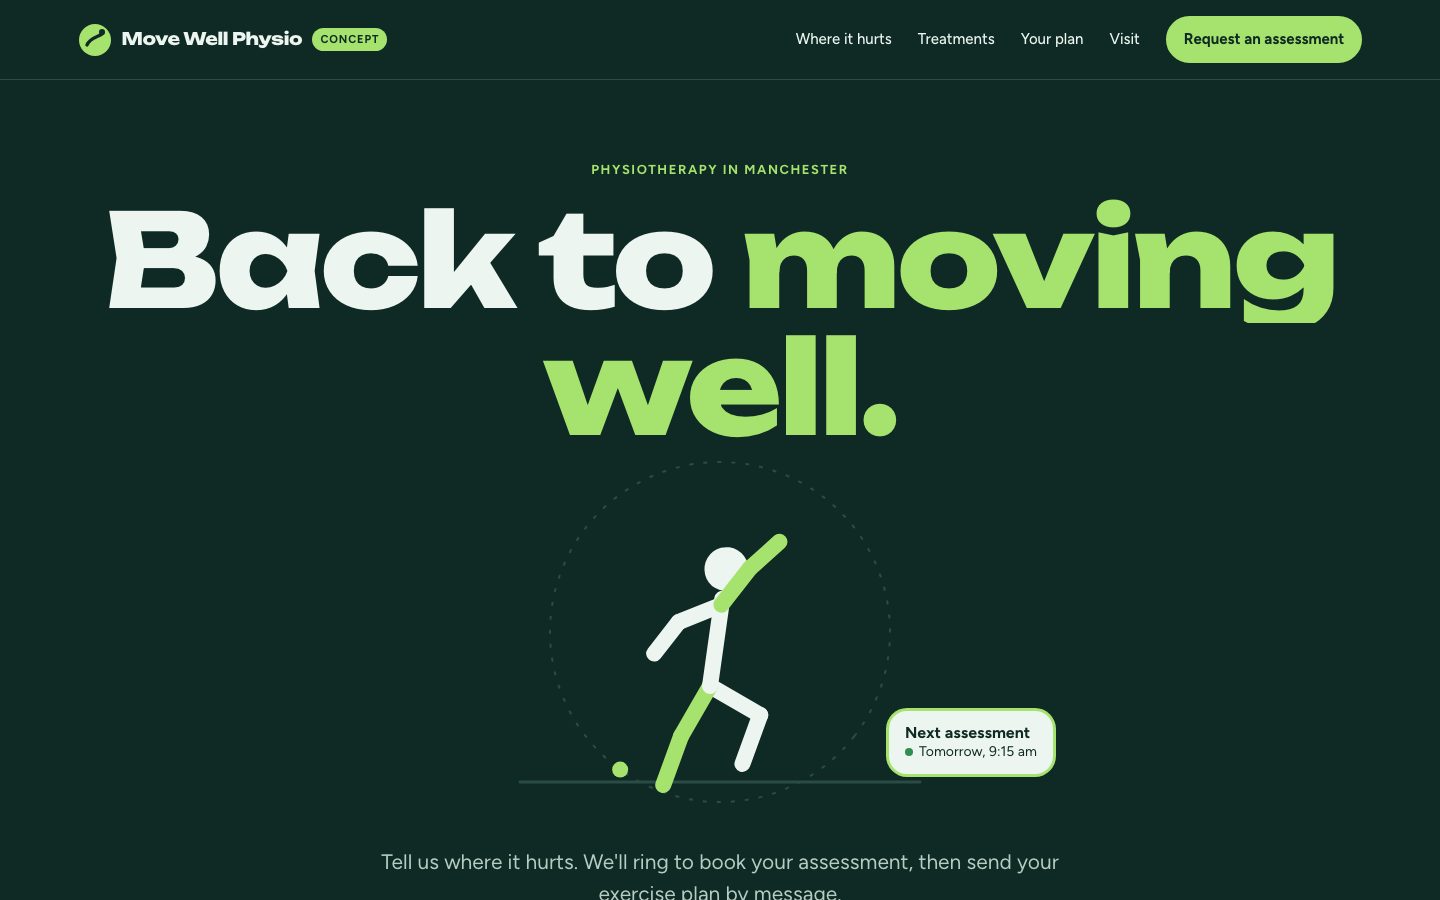 Move Well Physio
CONCEPT
Where it hurts
Treatments
Your plan
Visit
Request an assessment
PHYSIOTHERAPY IN MANCHESTER
Back to moving
well.
Next assessment
Tomorrow, 9:15 am
Tell us where it hurts. We'll ring to book your assessment, then send your
exercise plan by message.